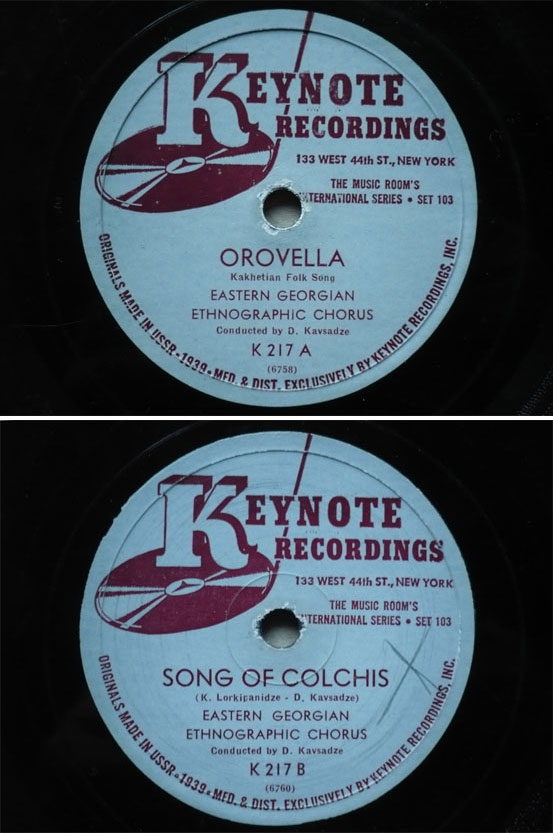 KEYNOTE
RECORDINGS
133 WEST 44th ST., NEW YORK
THE MUSIC ROOM'S
INTERNATIONAL SERIES • SET 103
OROVELLA
Kakhetian Folk Song
EASTERN GEORGIAN
ETHNOGRAPHIC CHORUS
Conducted by D. Kavsadze
K 217 A
(6758)
ORIGINALS MADE IN USSR • 1939 • MFD. & DIST. EXCLUSIVELY BY KEYNOTE RECORDINGS, INC.
KEYNOTE
RECORDINGS
133 WEST 44th ST., NEW YORK
THE MUSIC ROOM'S
INTERNATIONAL SERIES • SET 103
SONG OF COLCHIS
(K. Lorkipanidze - D. Kavsadze)
EASTERN GEORGIAN
ETHNOGRAPHIC CHORUS
Conducted by D. Kavsadze
K 217 B
(6760)
ORIGINALS MADE IN USSR • 1939 • MFD. & DIST. EXCLUSIVELY BY KEYNOTE RECORDINGS, INC.